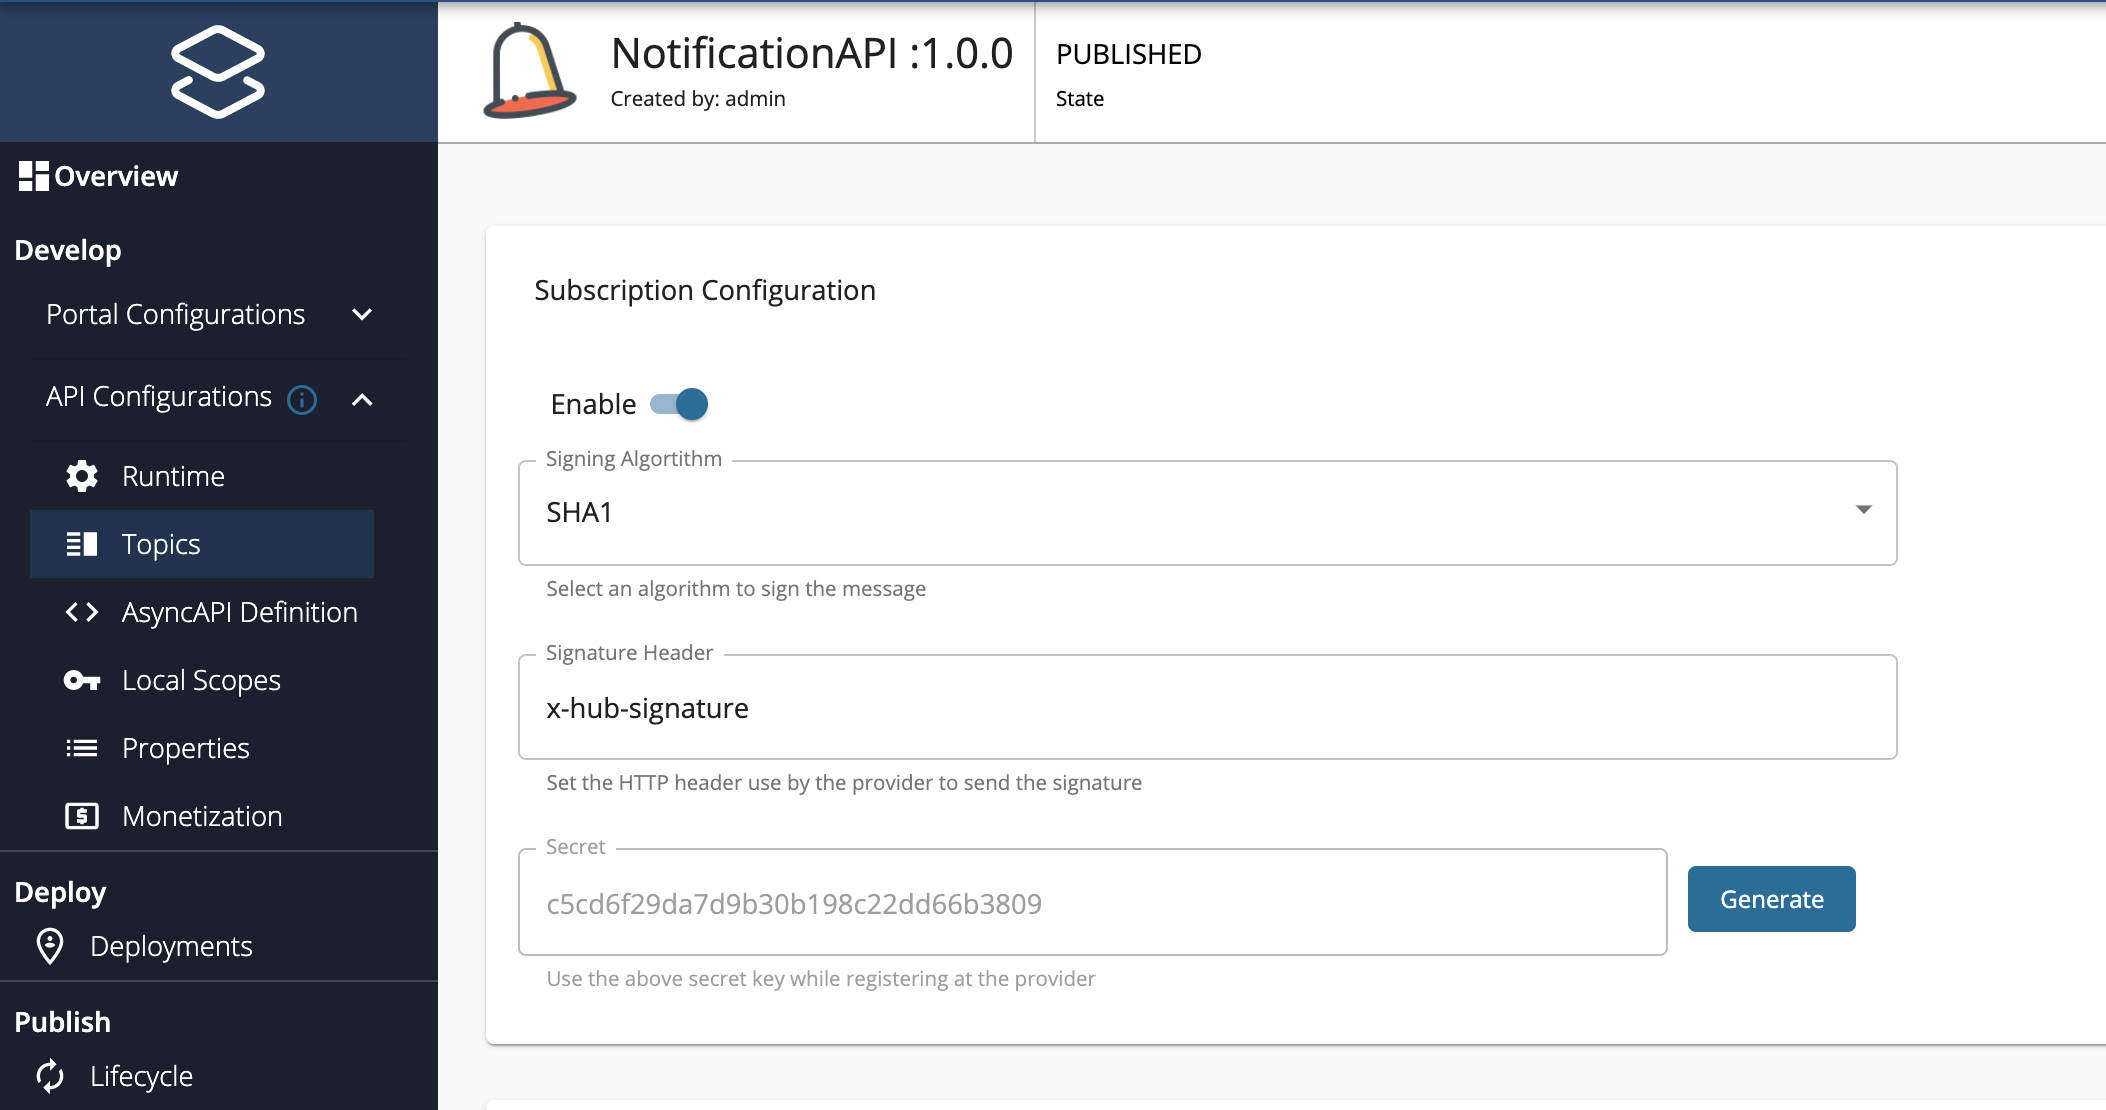 NotificationAPI :1.0.0
Created by: admin
PUBLISHED
State
Overview
Develop
Portal Configurations
API Configurations
Runtime
Topics
AsyncAPI Definition
Local Scopes
Properties
Monetization
Deploy
Deployments
Publish
Lifecycle
Subscription Configuration
Enable
Signing Algortithm
SHA1
Select an algorithm to sign the message
Signature Header
x-hub-signature
Set the HTTP header use by the provider to send the signature
Secret
c5cd6f29da7d9b30b198c22dd66b3809
Generate
Use the above secret key while registering at the provider